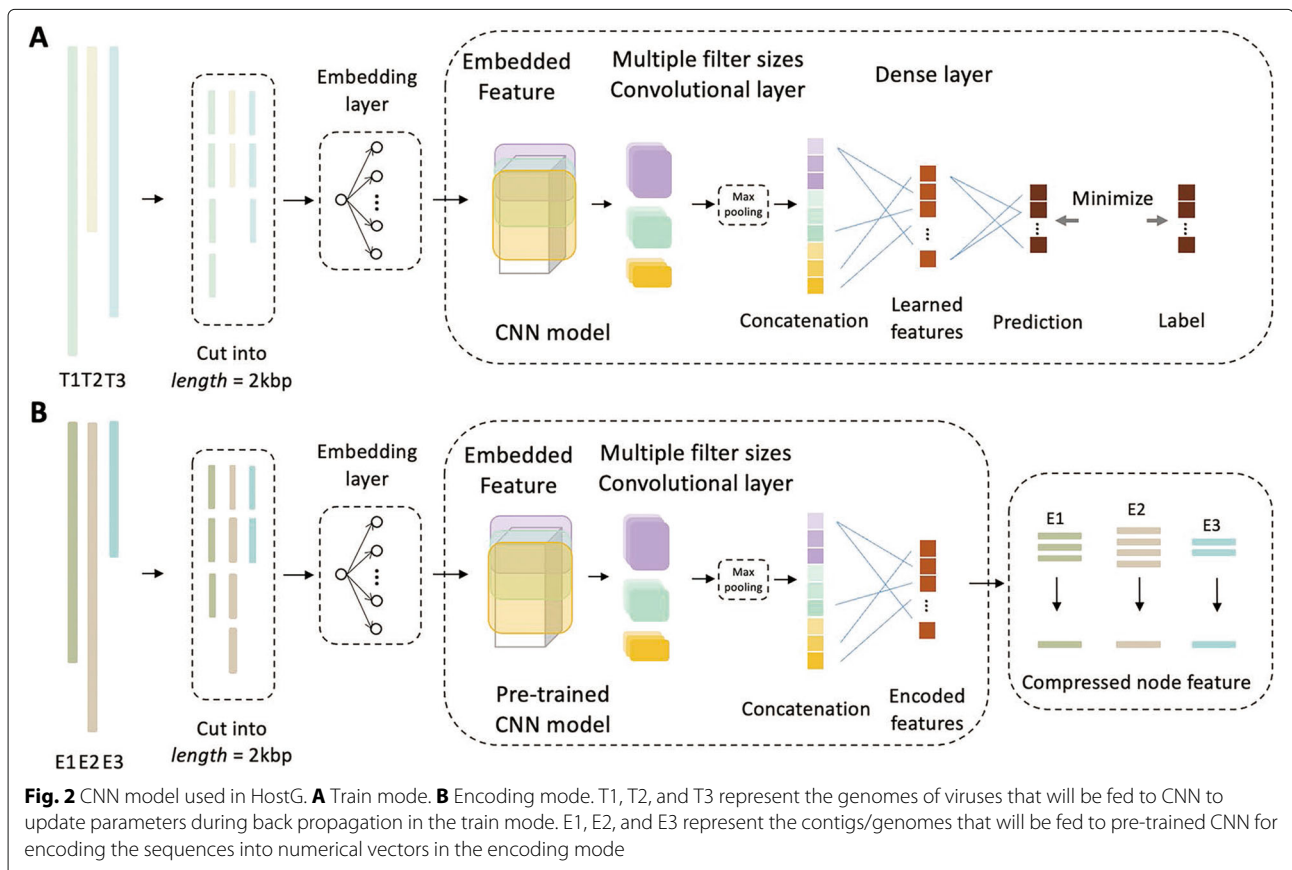 A
Embedding
layer
Embedded
Feature
Multiple filter sizes
Convolutional layer
Dense layer
Max
pooling
Minimize
CNN model
Concatenation
Learned
features
Prediction
Label
T1 T2 T3
Cut into
length = 2kbp
B
Embedding
layer
Embedded
Feature
Multiple filter sizes
Convolutional layer
Max
pooling
E1
E2
E3
Pre-trained
CNN model
Concatenation
Encoded
features
Compressed node feature
Cut into
length = 2kbp
E1 E2 E3
Fig. 2 CNN model used in HostG. A Train mode. B Encoding mode. T1, T2, and T3 represent the genomes of viruses that will be fed to CNN to
update parameters during back propagation in the train mode. E1, E2, and E3 represent the contigs/genomes that will be fed to pre-trained CNN for
encoding the sequences into numerical vectors in the encoding mode